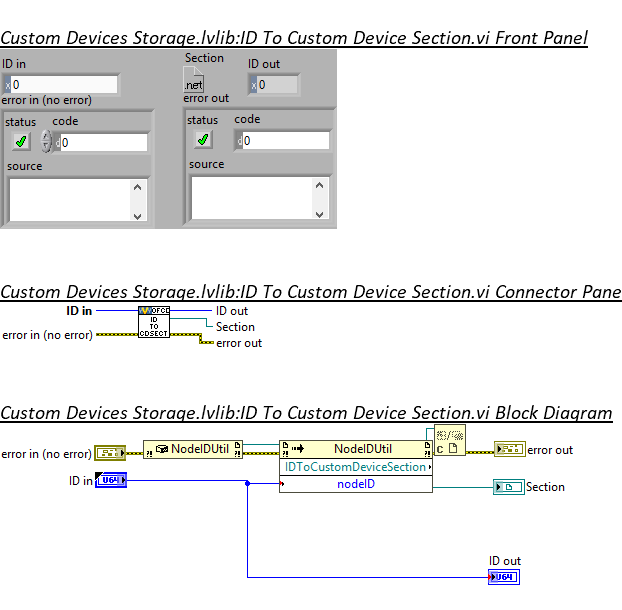 Custom Devices Storage.lvlib:ID To Custom Device Section.vi Front Panel
ID in
x 0
error in (no error)
status code
d 0
source
Section ID out
.net
x 0
error out
status code
d 0
source
Custom Devices Storage.lvlib:ID To Custom Device Section.vi Connector Pane
ID in
error in (no error)
V OFCD
ID
TO
CDSECT
ID out
Section
error out
Custom Devices Storage.lvlib:ID To Custom Device Section.vi Block Diagram
error in (no error)
NodeIDUtil
NodeIDUtil
C
error out
ID in
U64
IDToCustomDeviceSection
nodeID
Section
ID out
U64